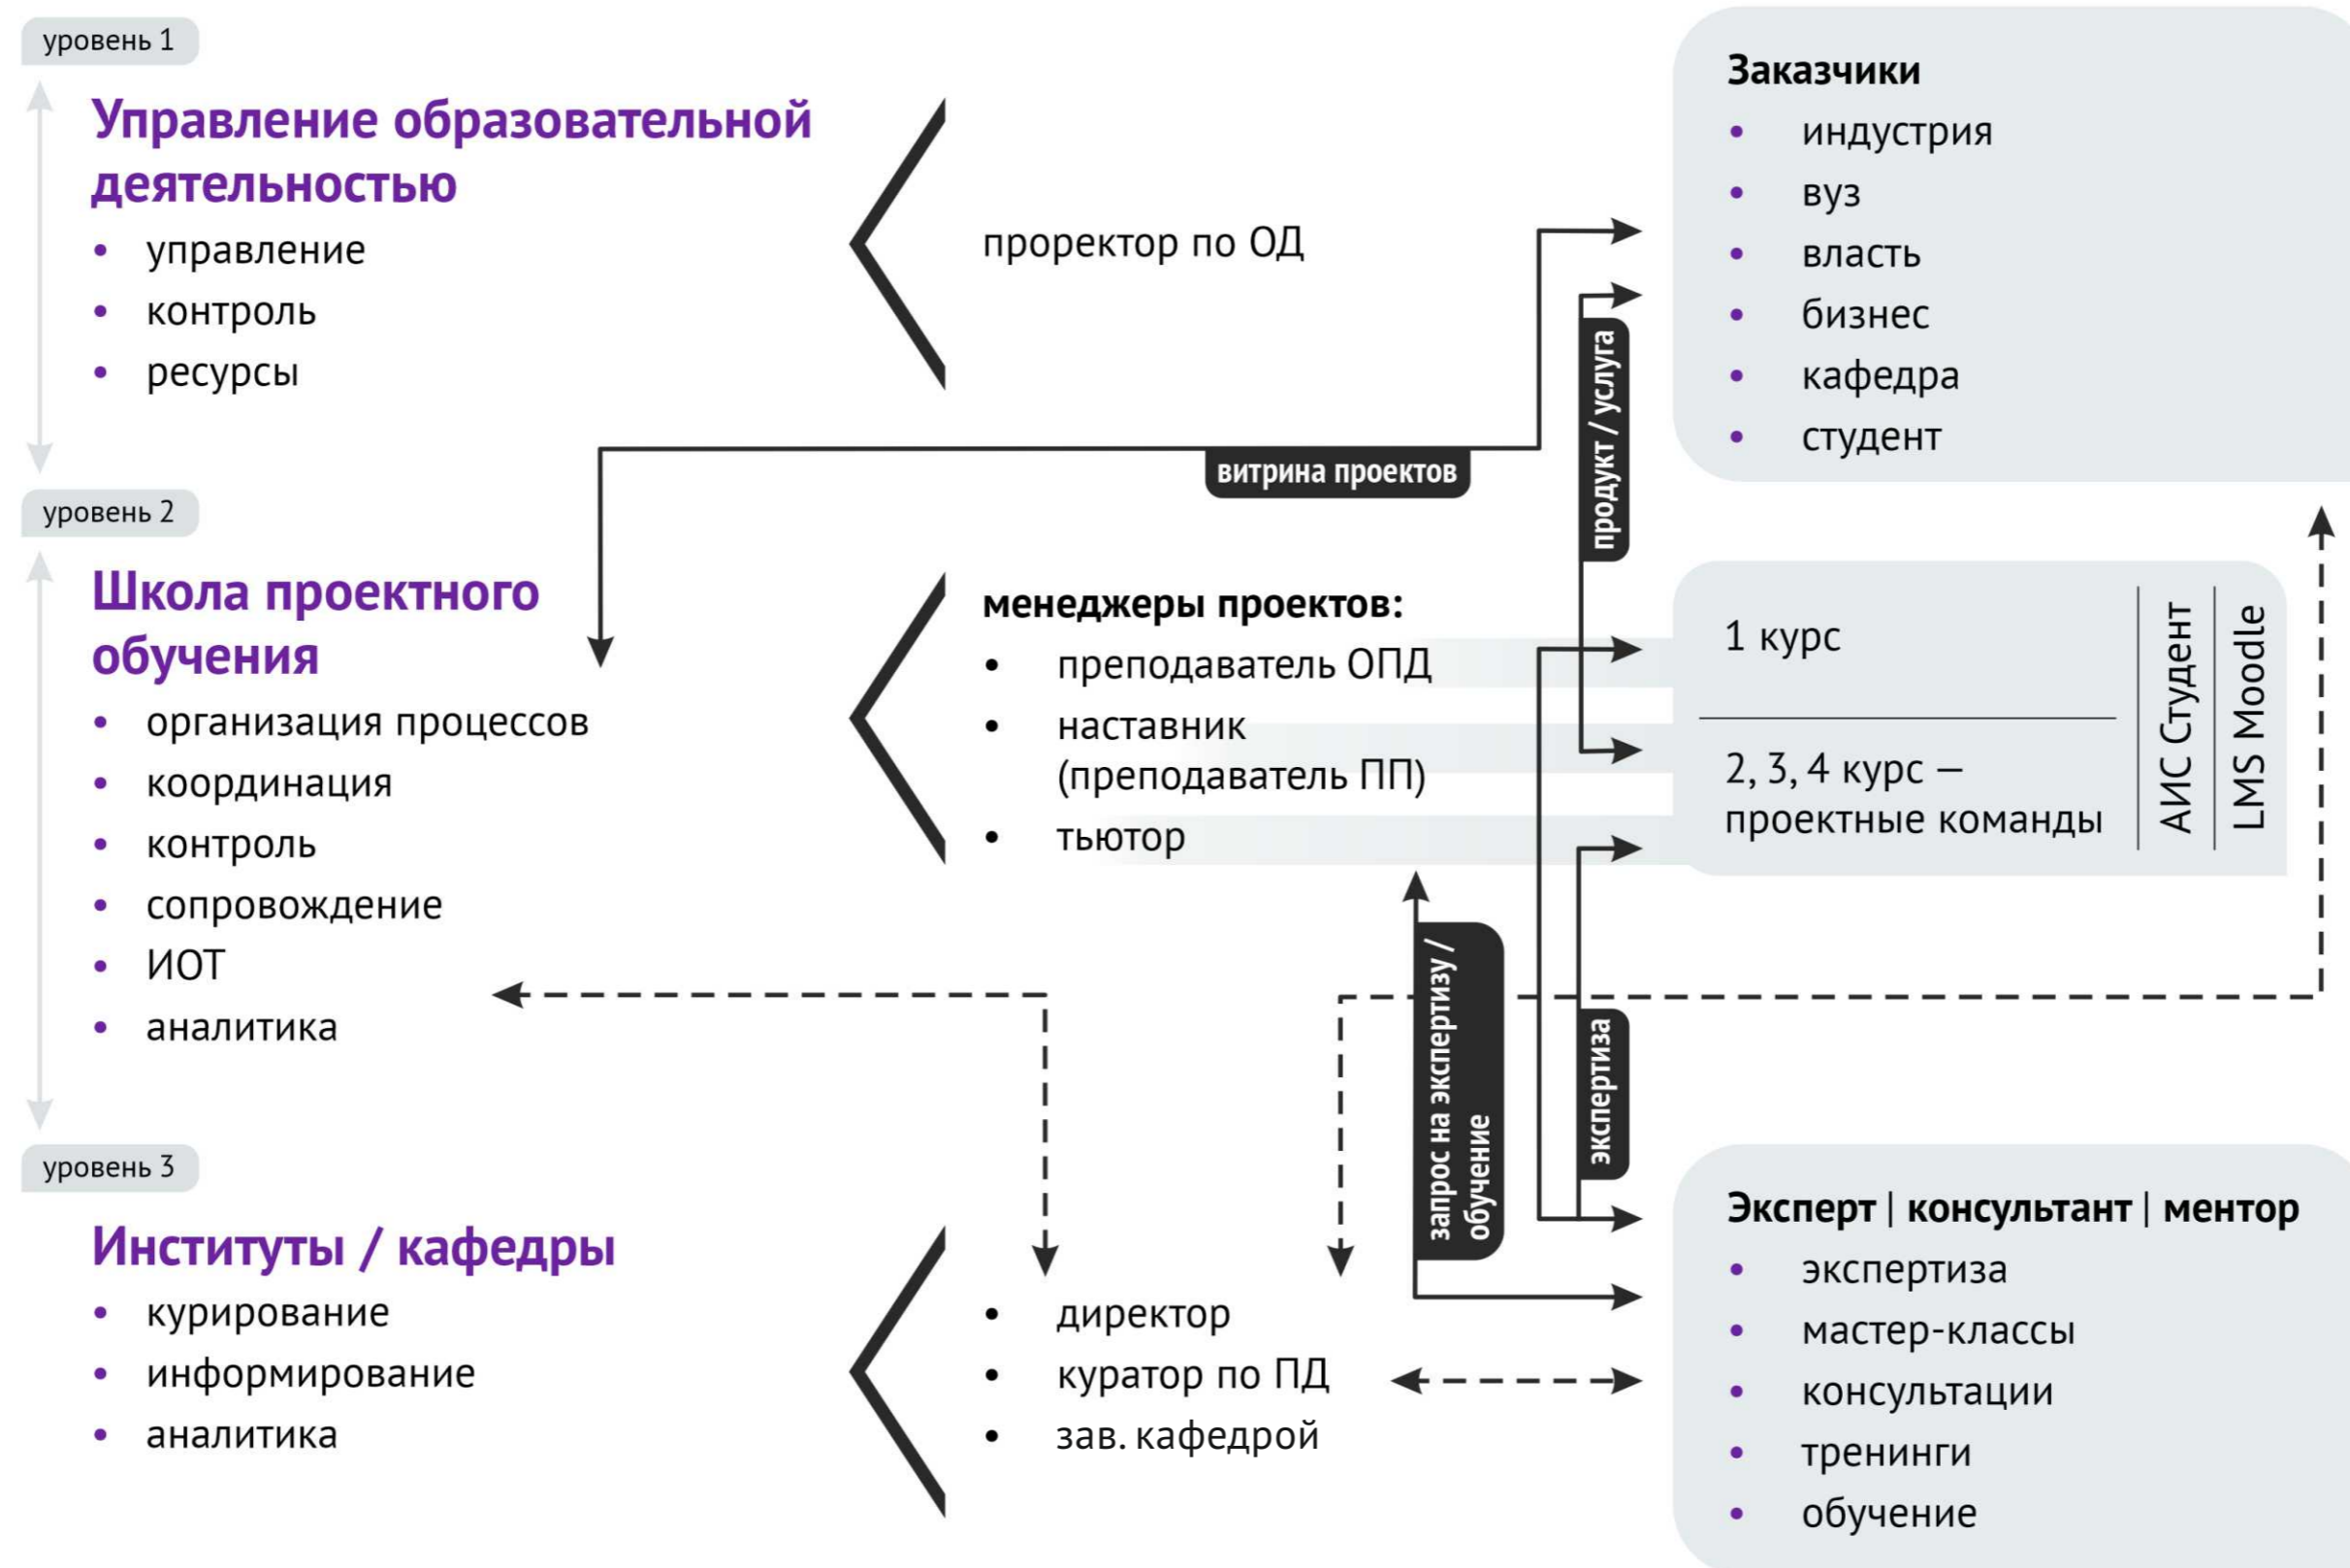 уровень 1
Управление образовательной
деятельностью
• управление
• контроль
• ресурсы
проректор по ОД
Заказчики
• индустрия
• вуз
• власть
• бизнес
• кафедра
• студент
витрина проектов
продукт / услуга
уровень 2
Школа проектного
обучения
• организация процессов
• координация
• контроль
• сопровождение
• ИОТ
• аналитика
менеджеры проектов:
• преподаватель ОПД
• наставник
(преподаватель ПП)
• тьютор
1 курс
2, 3, 4 курс —
проектные команды
АИС Студент
LMS Moodle
запрос на экспертизу /
обучение
экспертиза
уровень 3
Институты / кафедры
• курирование
• информирование
• аналитика
• директор
• куратор по ПД
• зав. кафедрой
Эксперт | консультант | ментор
• экспертиза
• мастер-классы
• консультации
• тренинги
• обучение